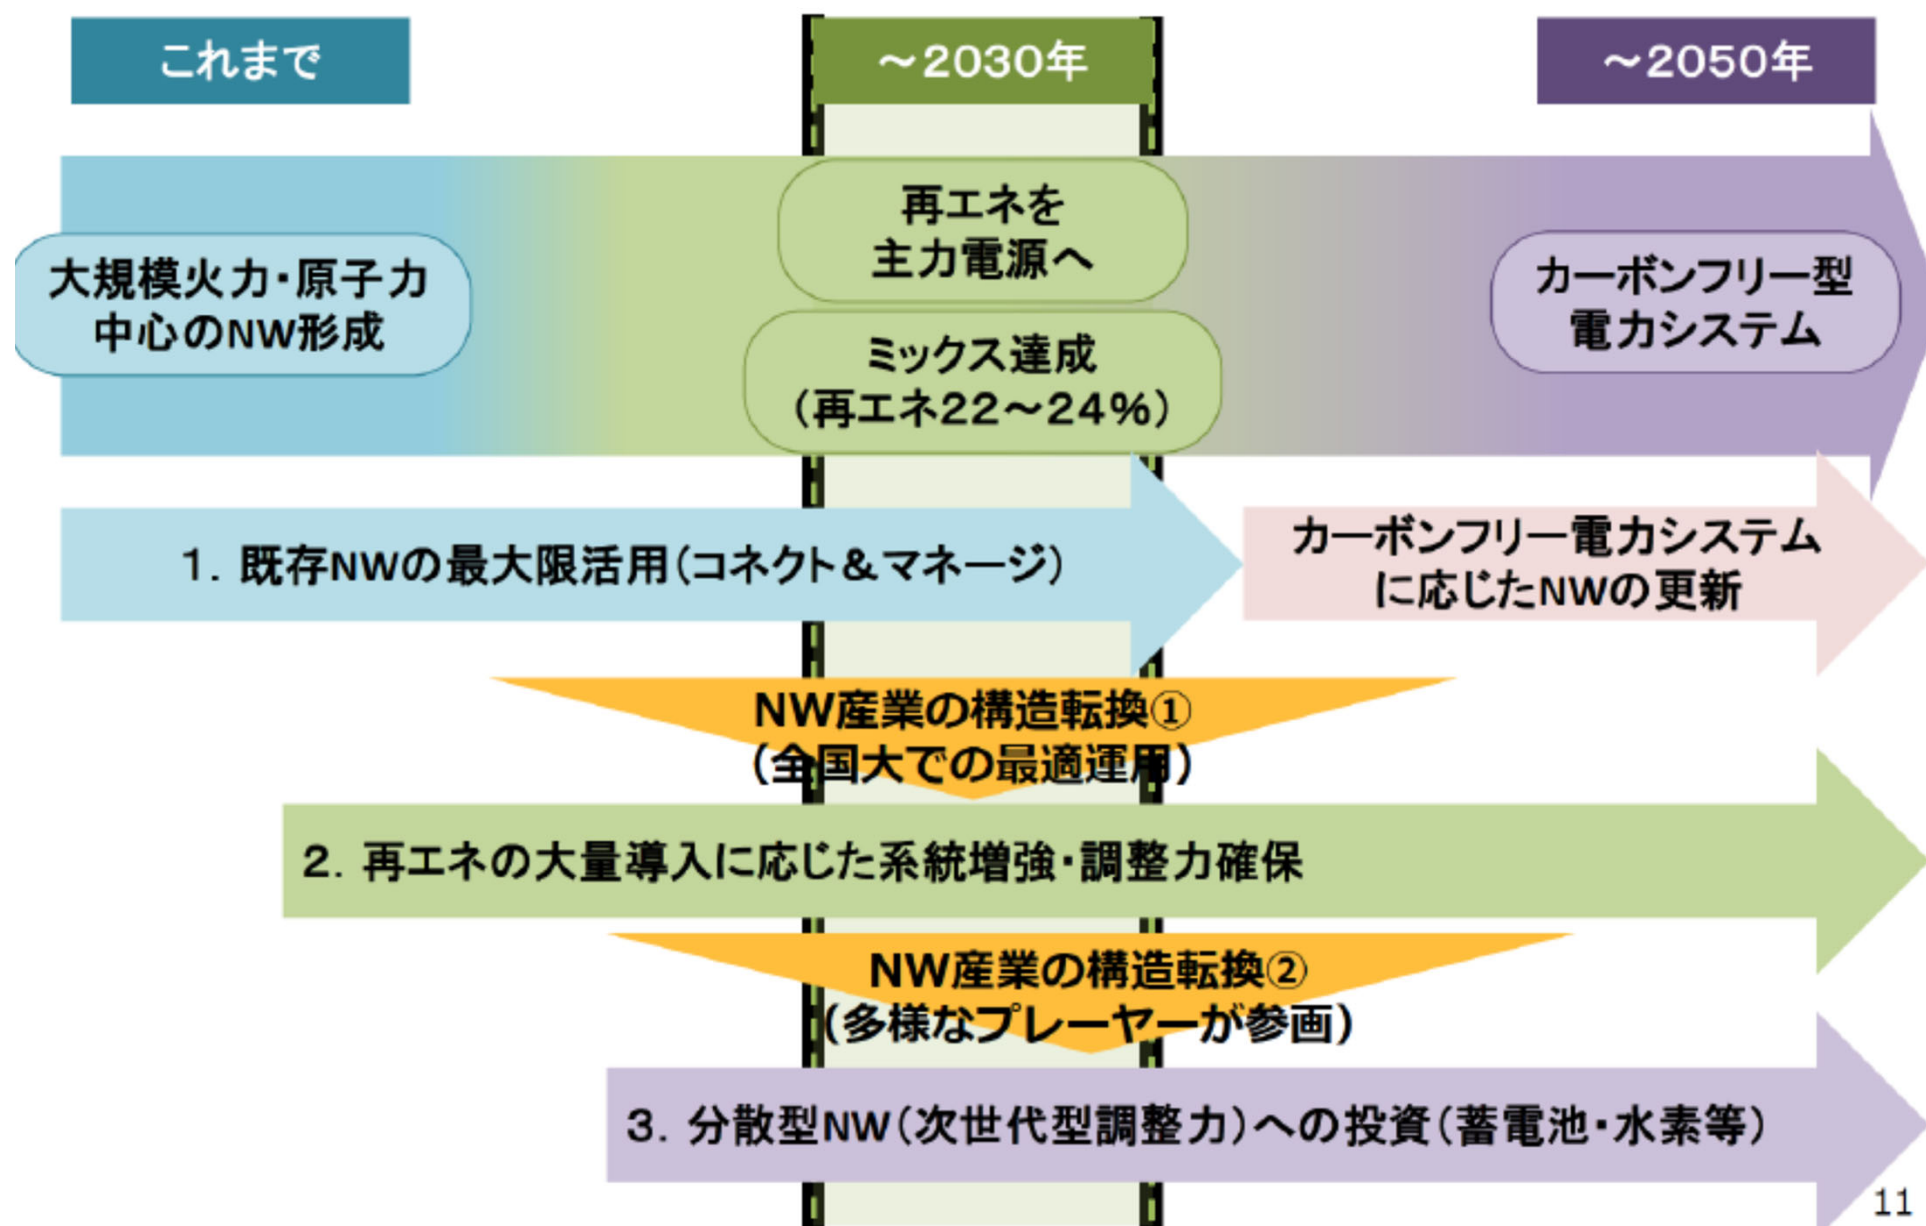 これまで
～2030年
～2050年
大規模火力・原子力
中心のNW形成
再エネを
主力電源へ
ミックス達成
（再エネ22～24％）
カーボンフリー型
電力システム
1. 既存NWの最大限活用（コネクト＆マネージ）
カーボンフリー電力システム
に応じたNWの更新
NW産業の構造転換①
（全国大での最適運用）
2. 再エネの大量導入に応じた系統増強・調整力確保
NW産業の構造転換②
（多様なプレーヤーが参画）
3. 分散型NW（次世代型調整力）への投資（蓄電池・水素等）
11